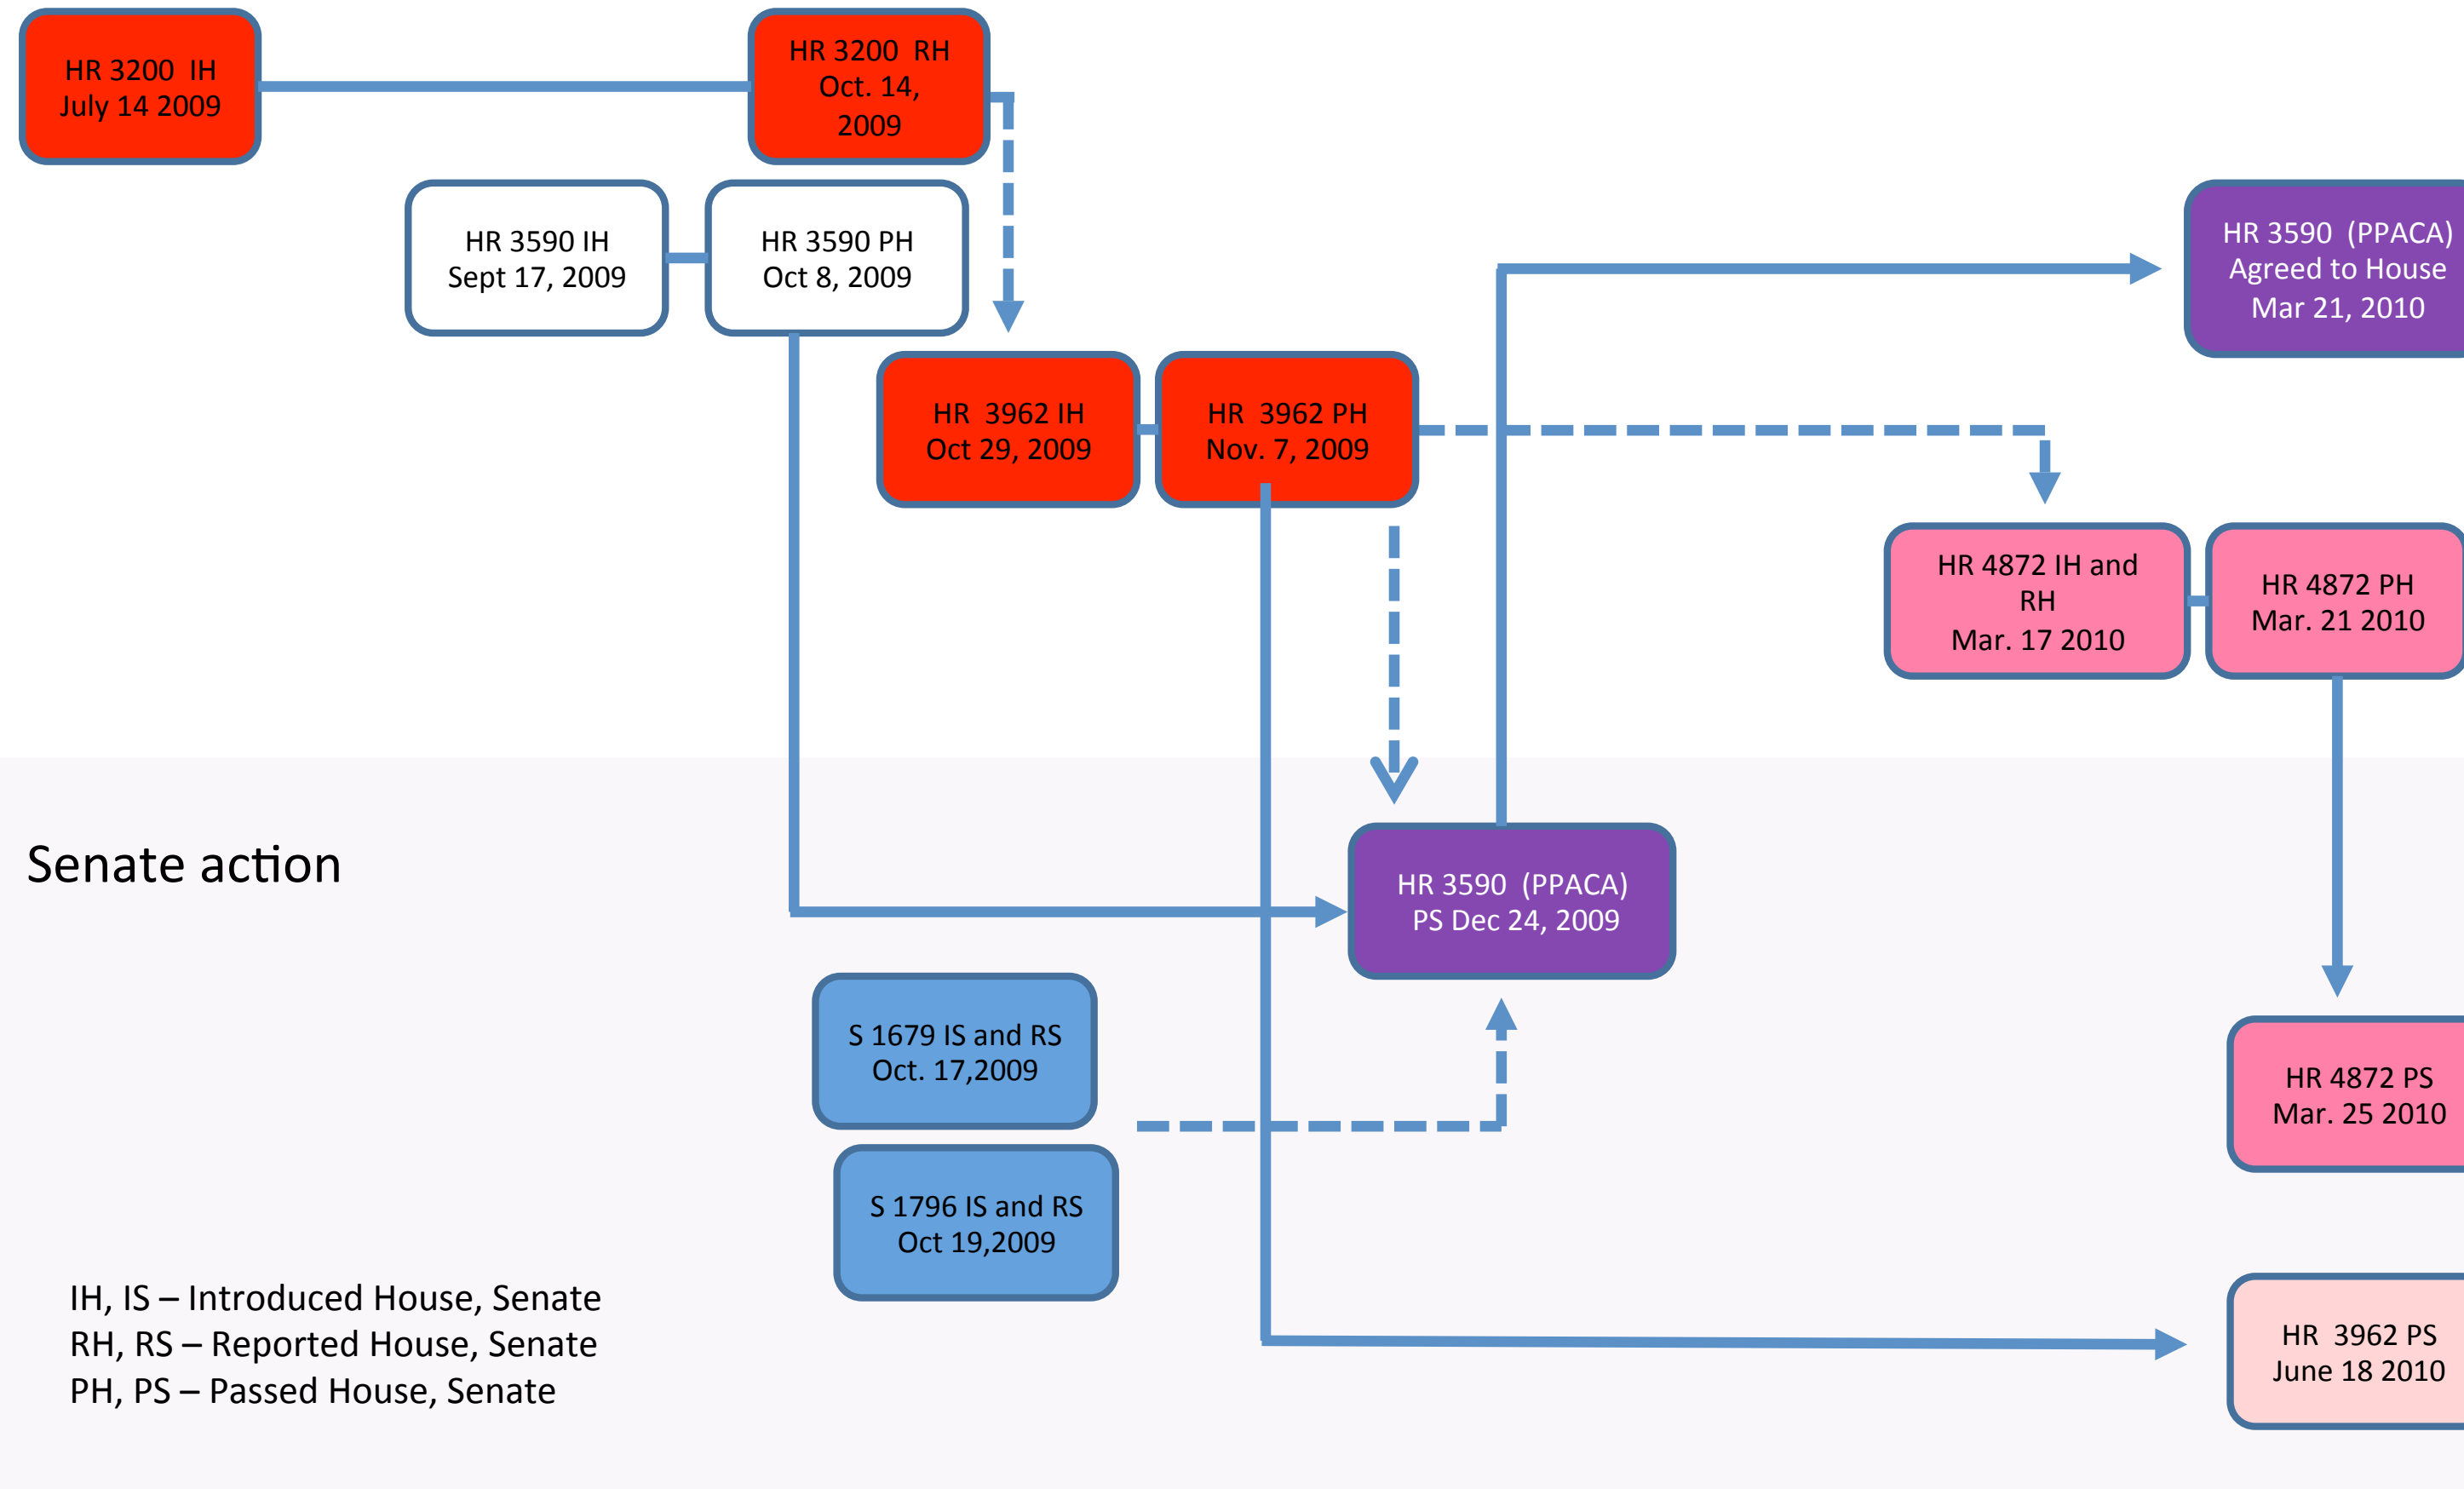 HR 3200  IH
July 14 2009
HR 3200  RH
Oct. 14,
2009
HR 3590 IH
Sept 17, 2009
HR 3590 PH
Oct 8, 2009
HR 3590  (PPACA)
Agreed to House
Mar 21, 2010
HR  3962 IH
Oct 29, 2009
HR  3962 PH
Nov. 7, 2009
HR 4872 IH and
RH
Mar. 17 2010
HR 4872 PH
Mar. 21 2010
Senate action
HR 3590  (PPACA)
PS Dec 24, 2009
S 1679 IS and RS
Oct. 17,2009
HR 4872 PS
Mar. 25 2010
S 1796 IS and RS
Oct 19,2009
HR  3962 PS
June 18 2010
IH, IS – Introduced House, Senate
RH, RS – Reported House, Senate
PH, PS – Passed House, Senate